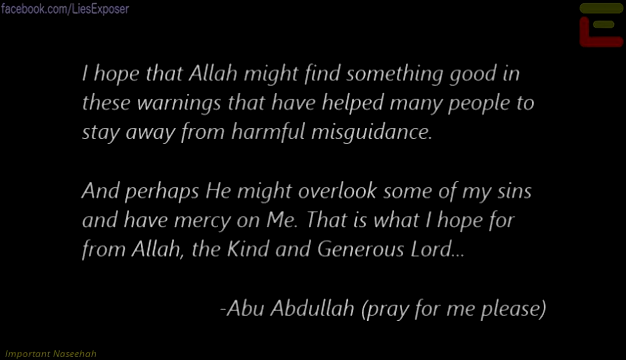 facebook.com/LiesExposer
I hope that Allah might find something good in
these warnings that have helped many people to
stay away from harmful misguidance.
And perhaps He might overlook some of my sins
and have mercy on Me. That is what I hope for
from Allah, the Kind and Generous Lord...
-Abu Abdullah (pray for me please)
Important Naseehah